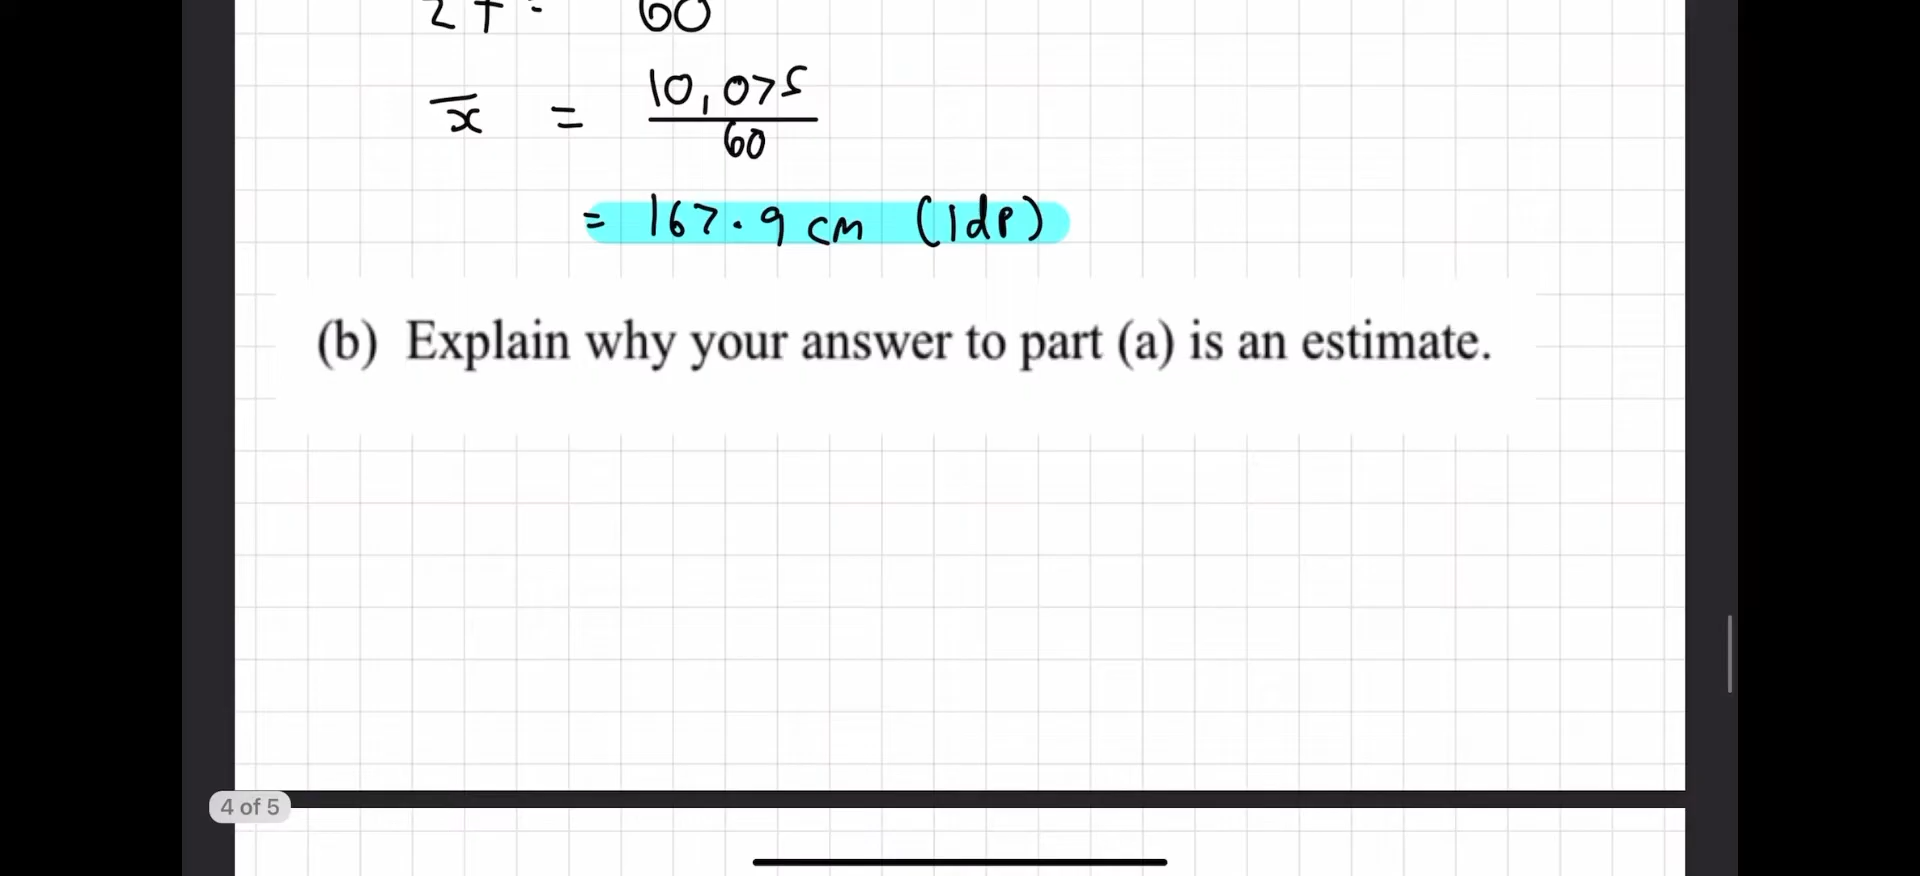 Σf = 60
x̄ = 10,075
60
= 167.9 cm (1dp)
(b) Explain why your answer to part (a) is an estimate.
4 of 5